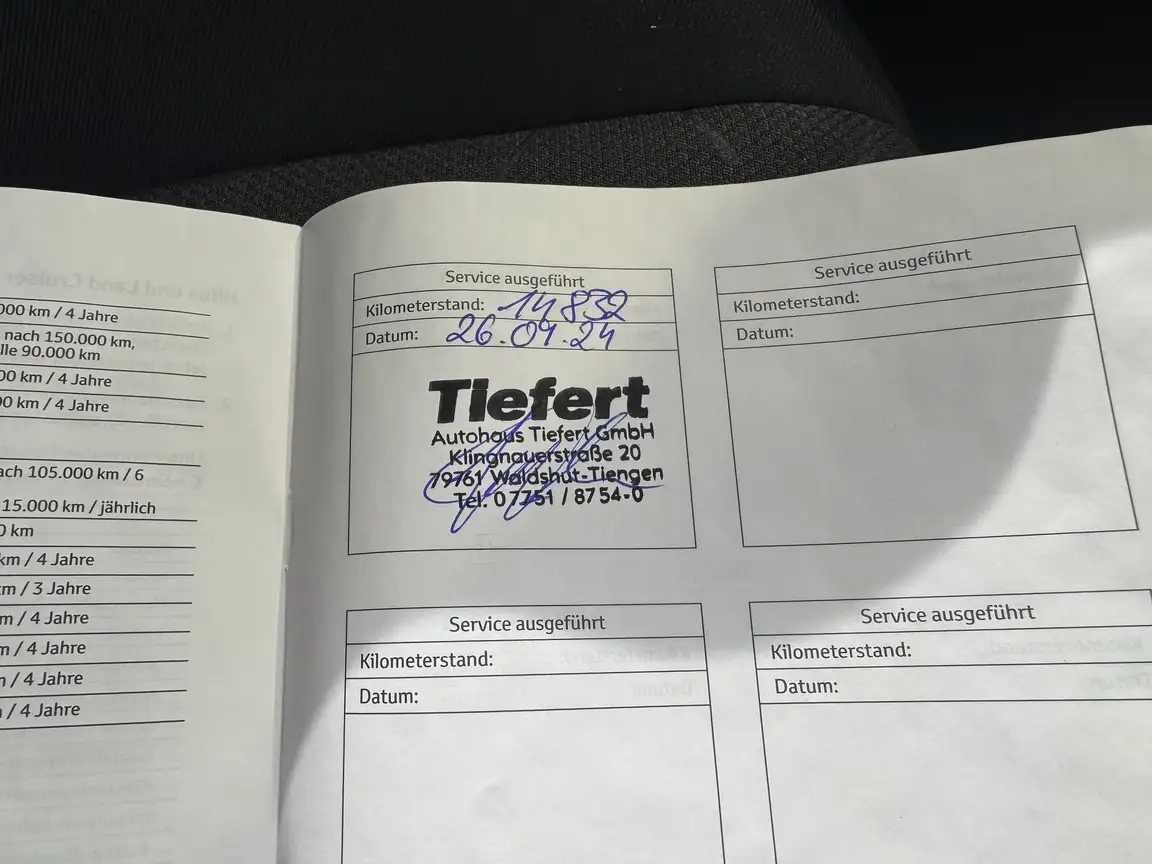 000 km / 4 Jahre
nach 150.000 km,
lle 90.000 km
00 km / 4 Jahre
00 km / 4 Jahre
ach 105.000 km / 6
15.000 km / jährlich
0 km
km / 4 Jahre
km / 3 Jahre
m / 4 Jahre
m / 4 Jahre
n / 4 Jahre
/ 4 Jahre
Service ausgeführt
Kilometerstand: 14832
Datum: 26.09.24
Tiefert
Autohaus Tiefert GmbH
Klingnauerstraße 20
79761 Waldshut-Tiengen
Tel. 07751 / 8754-0
Service ausgeführt
Kilometerstand:
Datum:
Service ausgeführt
Kilometerstand:
Datum:
Service ausgeführt
Kilometerstand:
Datum: